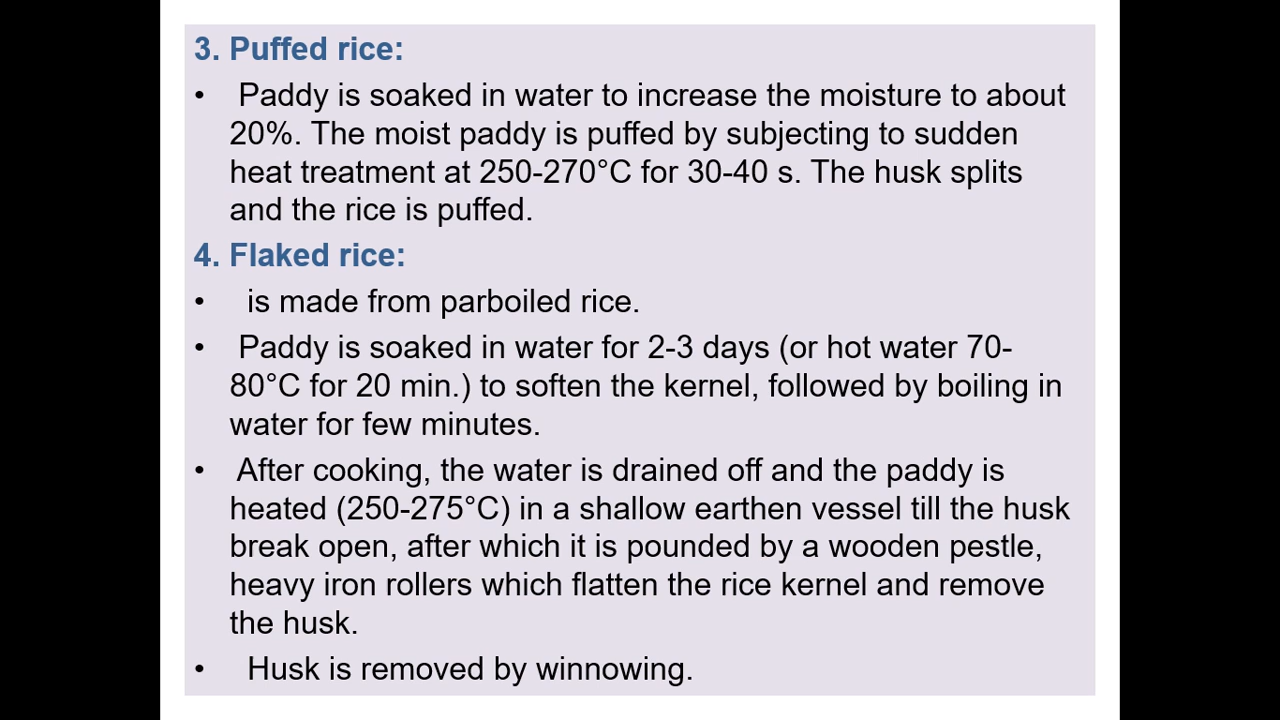 3. Puffed rice:
• Paddy is soaked in water to increase the moisture to about
20%. The moist paddy is puffed by subjecting to sudden
heat treatment at 250-270°C for 30-40 s. The husk splits
and the rice is puffed.
4. Flaked rice:
• is made from parboiled rice.
• Paddy is soaked in water for 2-3 days (or hot water 70-
80°C for 20 min.) to soften the kernel, followed by boiling in
water for few minutes.
• After cooking, the water is drained off and the paddy is
heated (250-275°C) in a shallow earthen vessel till the husk
break open, after which it is pounded by a wooden pestle,
heavy iron rollers which flatten the rice kernel and remove
the husk.
• Husk is removed by winnowing.